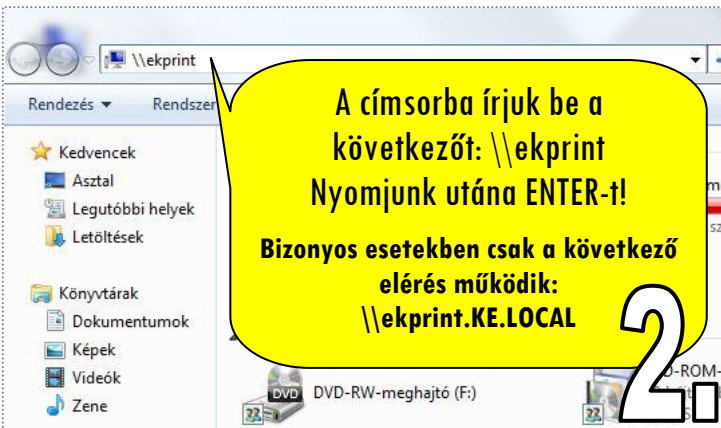 \\ekprint
Rendezés
Rendszer
A címsorba írjuk be a
következőt: \\ekprint
Nyomjunk utána ENTER-t!
Bizonyos esetekben csak a következő
elérés működik:
\\ekprint.KE.LOCAL
2.
Kedvencek
Asztal
Legutóbbi helyek
Letöltések
Könyvtárak
Dokumentumok
Képek
Videók
Zene
DVD
DVD-RW-meghajtó (F:)